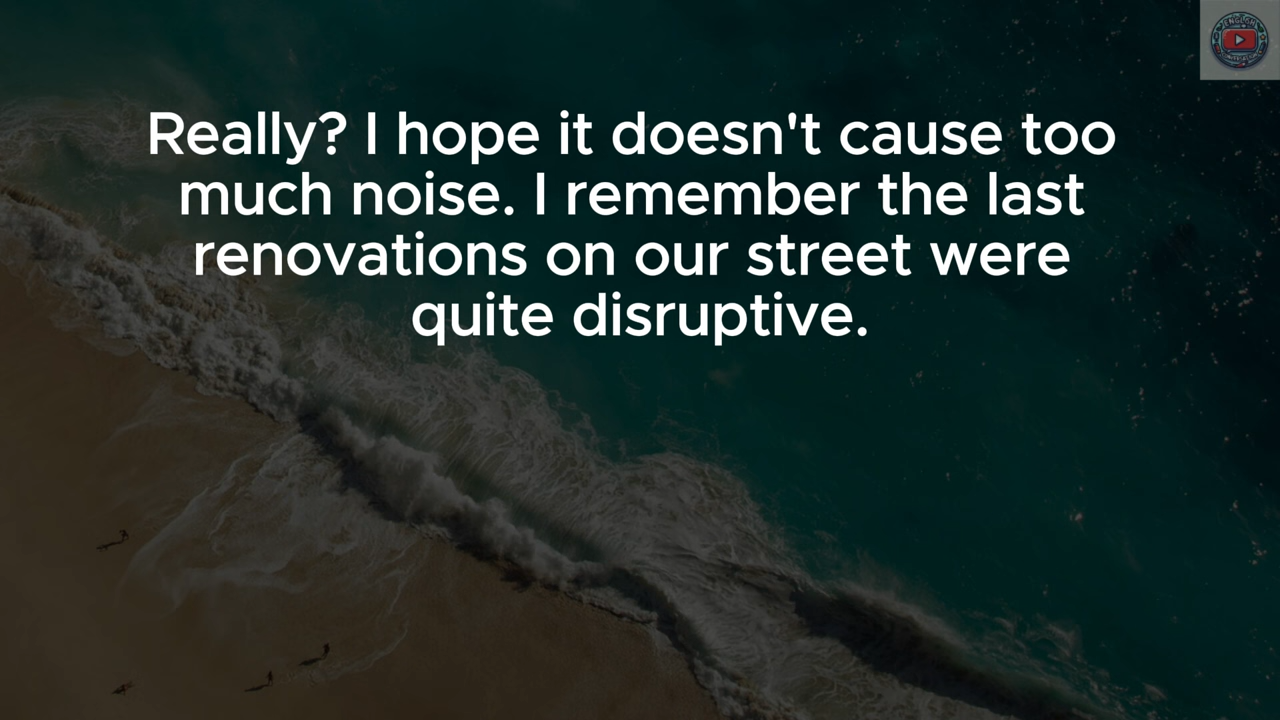 Really? I hope it doesn't cause too
much noise. I remember the last
renovations on our street were
quite disruptive.